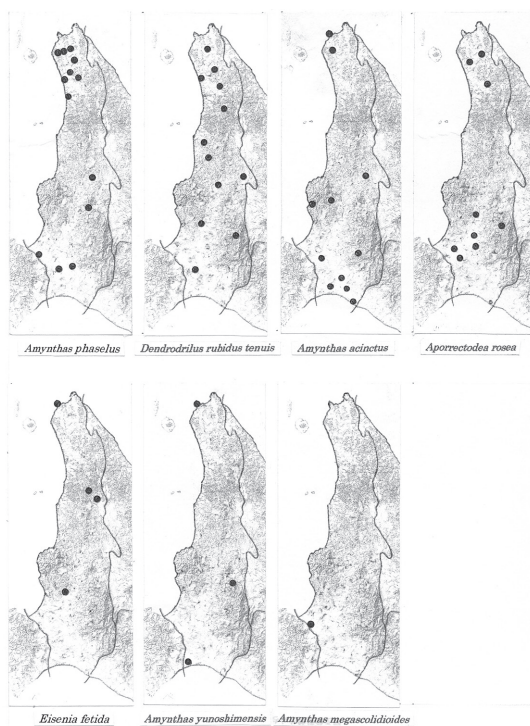 Amynthas phaselus
Dendrodrilus rubidus tenuis
Amynthas acinctus
Aporrectodea rosea
Eisenia fetida
Amynthas yunoshimensis
Amynthas megascolidioides